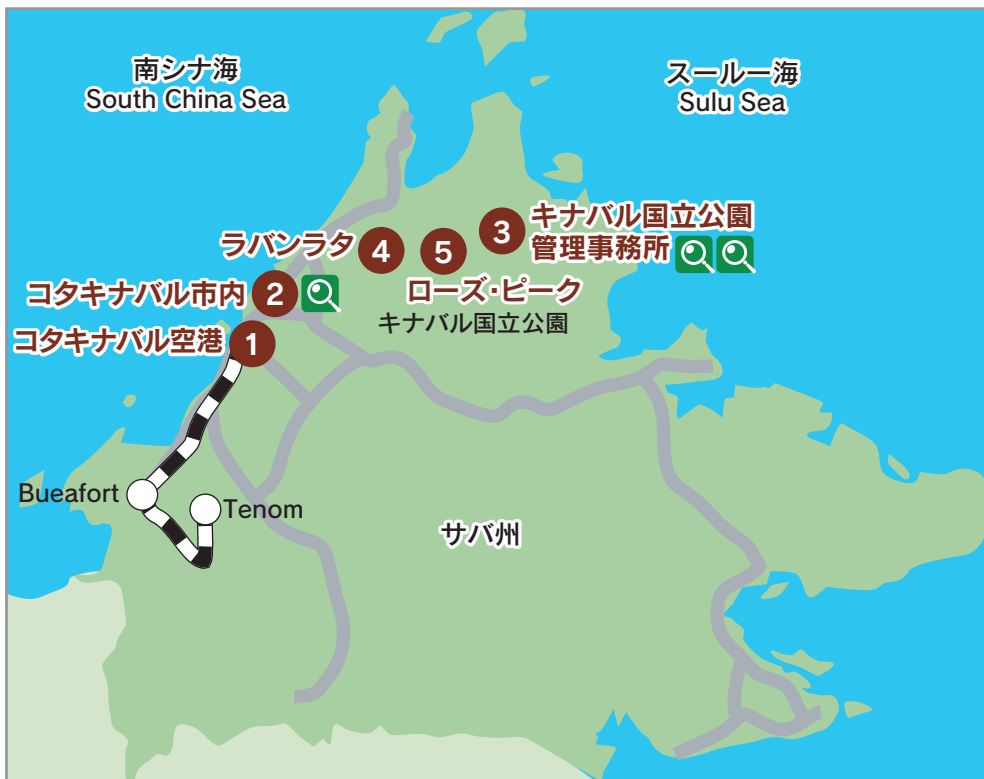 南シナ海
South China Sea
スールー海
Sulu Sea
キナバル国立公園
管理事務所
3
ラバンラタ
4
5
ローズ・ピーク
キナバル国立公園
コタキナバル市内
2
コタキナバル空港
1
Bueafort
Tenom
サバ州